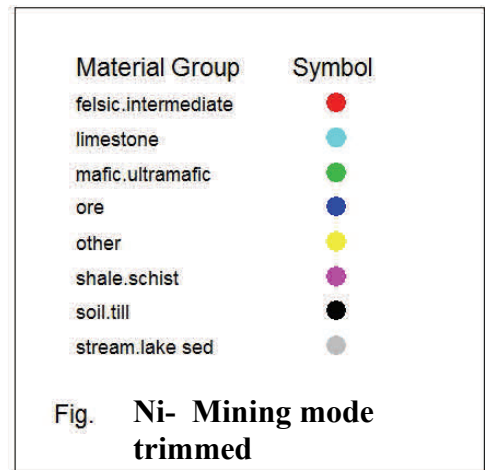 Material Group Symbol
felsic.intermediate
limestone
mafic.ultramafic
ore
other
shale.schist
soil.till
stream.lake sed
Fig. Ni- Mining mode
trimmed